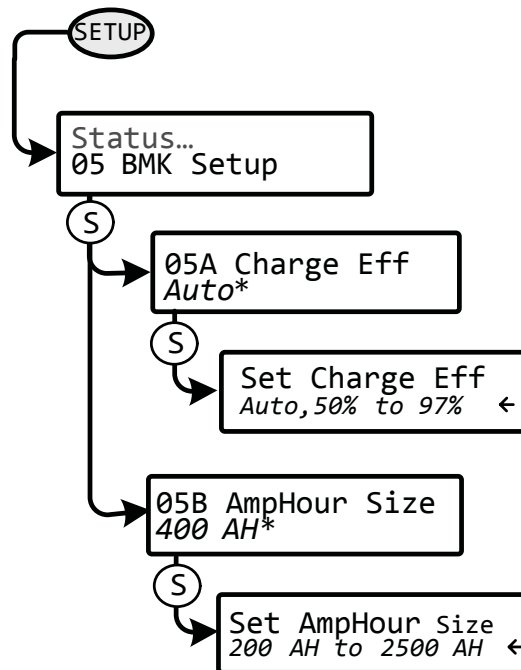 SETUP
Status…
05 BMK Setup
S
05A Charge Eff
Auto*
S
Set Charge Eff
Auto,50% to 97% ←
05B AmpHour Size
400 AH*
S
Set AmpHour Size
200 AH to 2500 AH ←